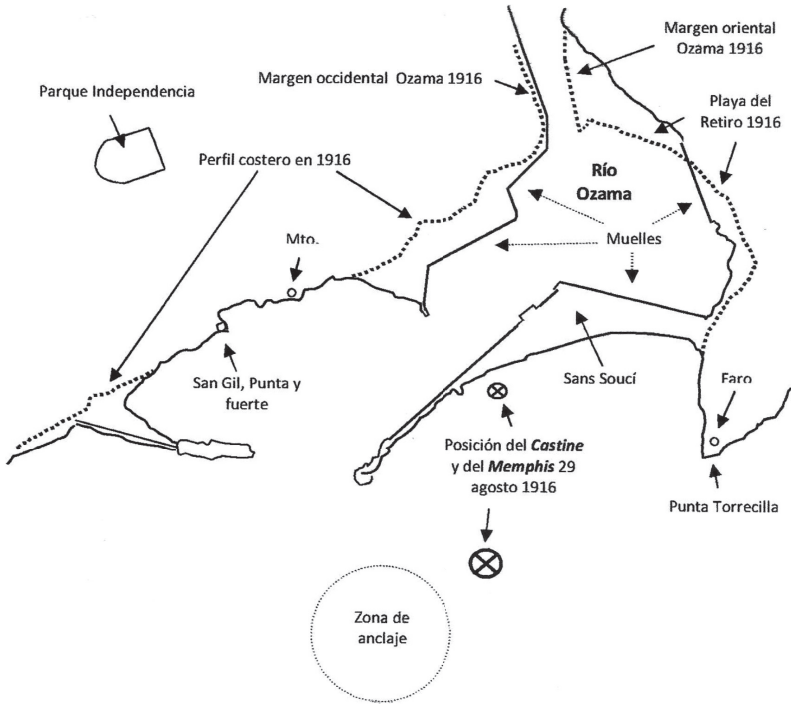 Margen oriental
Ozama 1916
Margen occidental Ozama 1916
Parque Independencia
Playa del
Retiro 1916
Perfil costero en 1916
Río
Ozama
Mto.
Muelles
San Gil, Punta y
fuerte
Sans Soucí
Faro
Posición del Castine
y del Memphis 29
agosto 1916
Punta Torrecilla
Zona de
anclaje